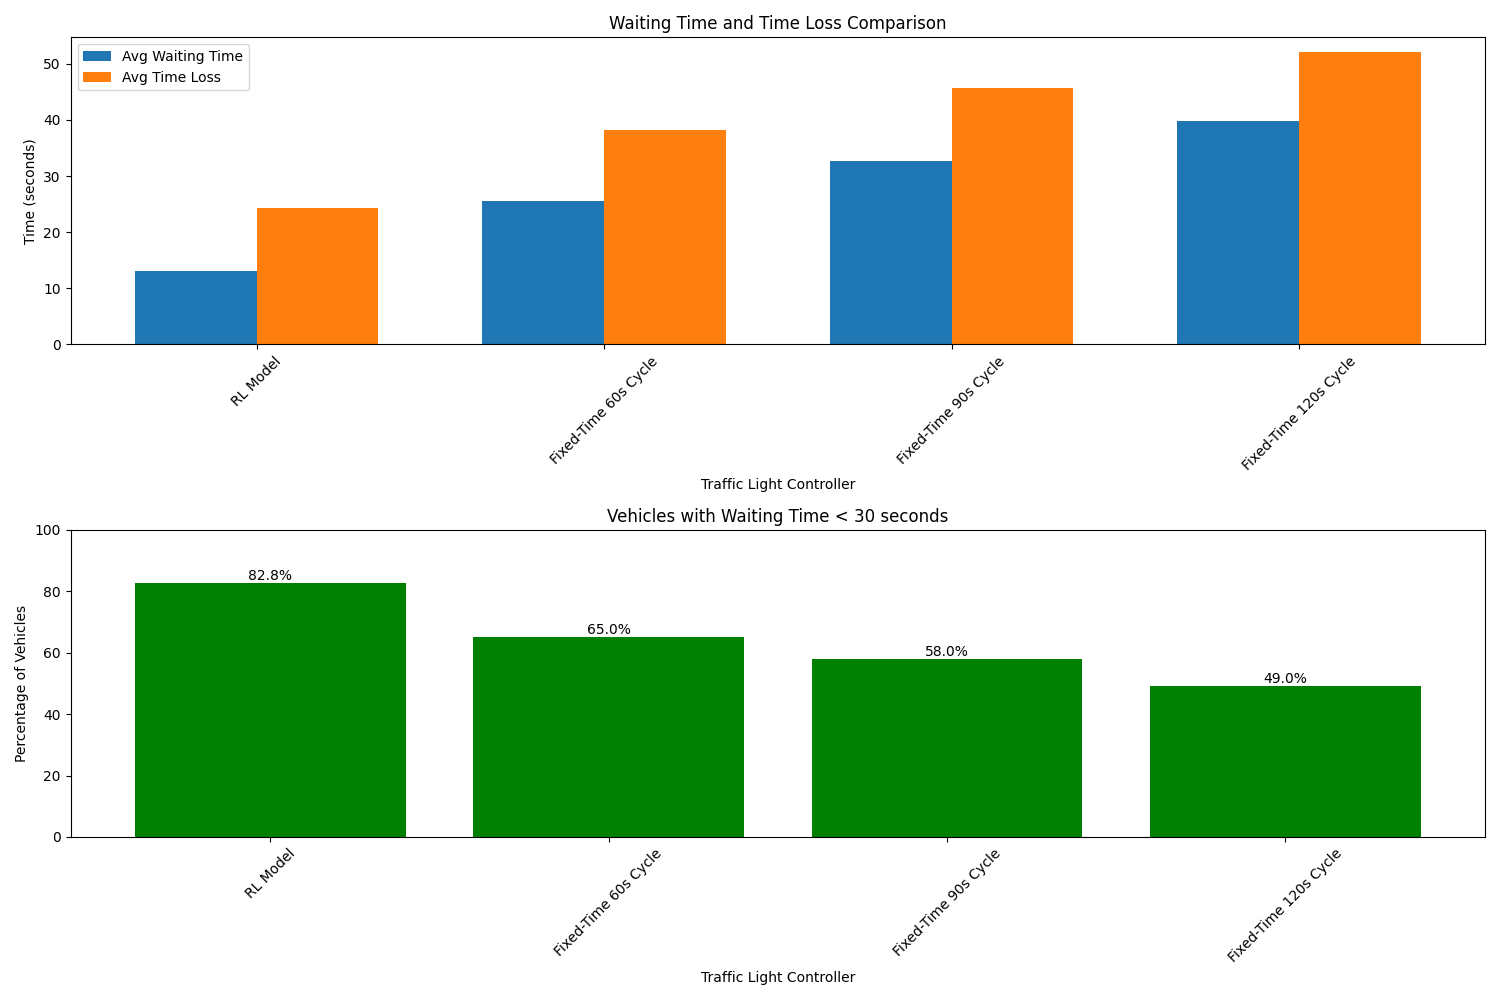 Waiting Time and Time Loss Comparison
Avg Waiting Time
Avg Time Loss
Time (seconds)
50
40
30
20
10
0
RL Model
Fixed-Time 60s Cycle
Fixed-Time 90s Cycle
Fixed-Time 120s Cycle
Traffic Light Controller
Vehicles with Waiting Time < 30 seconds
Percentage of Vehicles
100
80
60
40
20
0
82.8%
65.0%
58.0%
49.0%
RL Model
Fixed-Time 60s Cycle
Fixed-Time 90s Cycle
Fixed-Time 120s Cycle
Traffic Light Controller